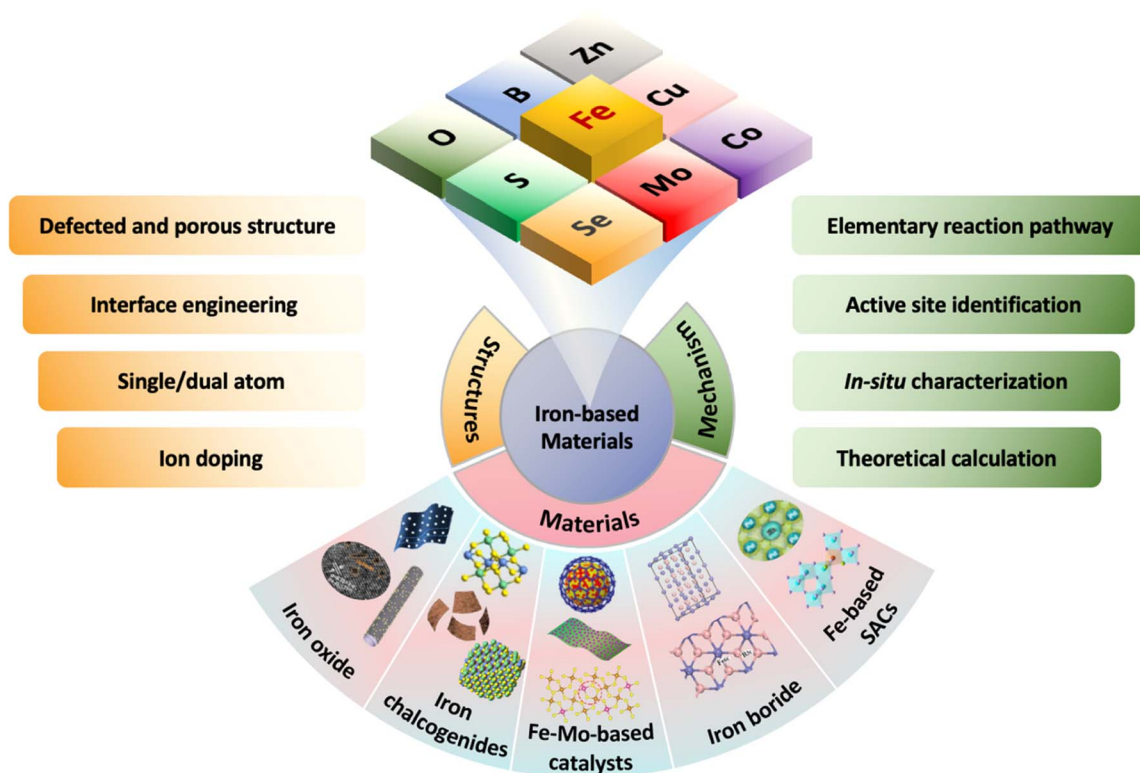 Zn
B
Cu
O
Fe
Co
S
Mo
Se
Defected and porous structure
Interface engineering
Single/dual atom
Ion doping
Elementary reaction pathway
Active site identification
In-situ characterization
Theoretical calculation
Structures
Mechanism
Iron-based
Materials
Materials
Iron oxide
Iron
chalcogenides
Fe-Mo-based
catalysts
Iron boride
Fe-based
SACs